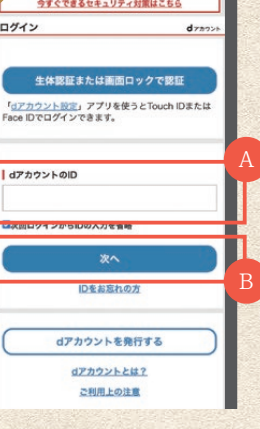 今すぐできるセキュリティ対策はこちら
ログイン
dアカウント
生体認証または画面ロックで認証
「dアカウント設定」アプリを使うとTouch IDまたは
Face IDでログインできます。
A
dアカウントのID
次回ログインからIDの入力を省略
次へ
B
IDをお忘れの方
dアカウントを発行する
dアカウントとは？
ご利用上の注意